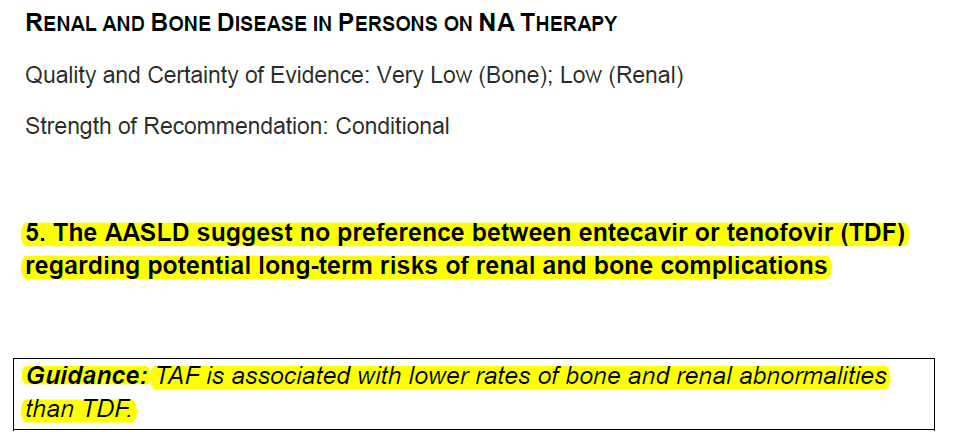 RENAL AND BONE DISEASE IN PERSONS ON NA THERAPY
Quality and Certainty of Evidence: Very Low (Bone); Low (Renal)
Strength of Recommendation: Conditional
5. The AASLD suggest no preference between entecavir or tenofovir (TDF)
regarding potential long-term risks of renal and bone complications
Guidance: TAF is associated with lower rates of bone and renal abnormalities
than TDF.